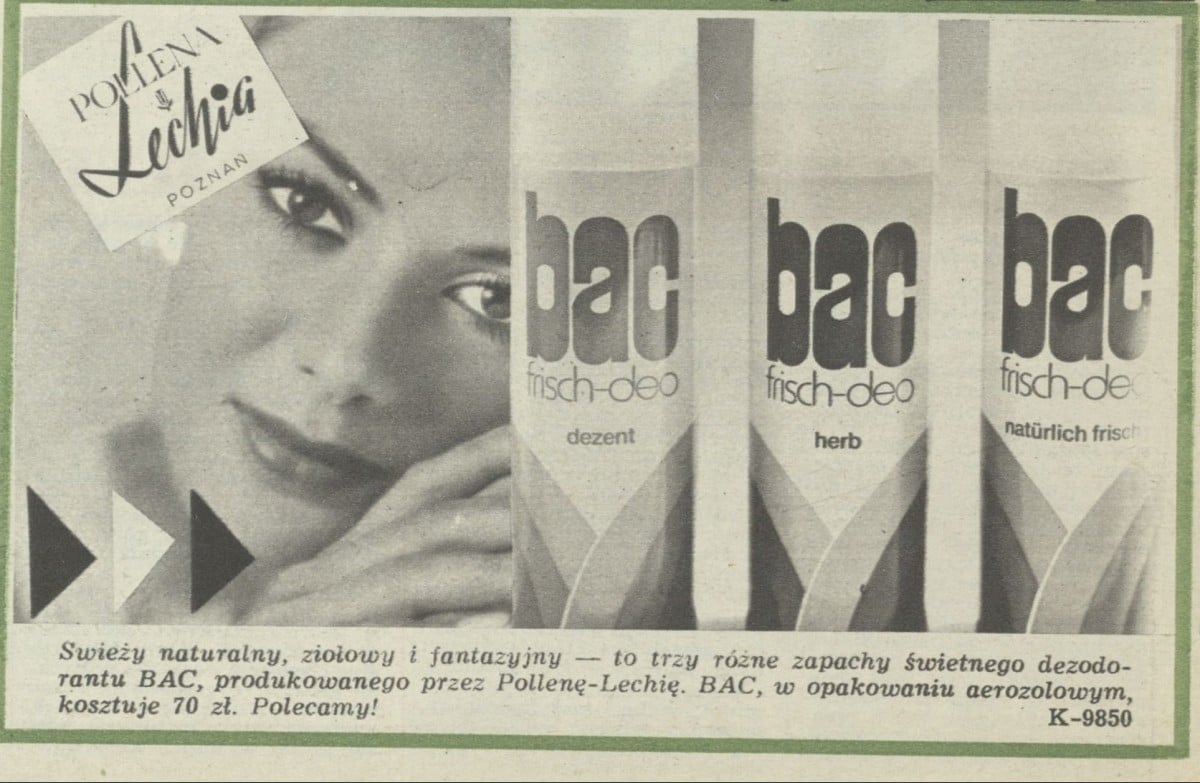 POLLENA
Lechia
POZNAŃ
bac
frisch-deo
dezent
bac
frisch-deo
herb
bac
frisch-de
natürlich frisch
Swieży naturalny, ziołowy i fantazyjny — to trzy różne zapachy świetnego dezodo-
rantu BAC, produkowanego przez Pollenę-Lechię. BAC, w opakowaniu aerozolowym,
kosztuje 70 zł. Polecamy!
K-9850